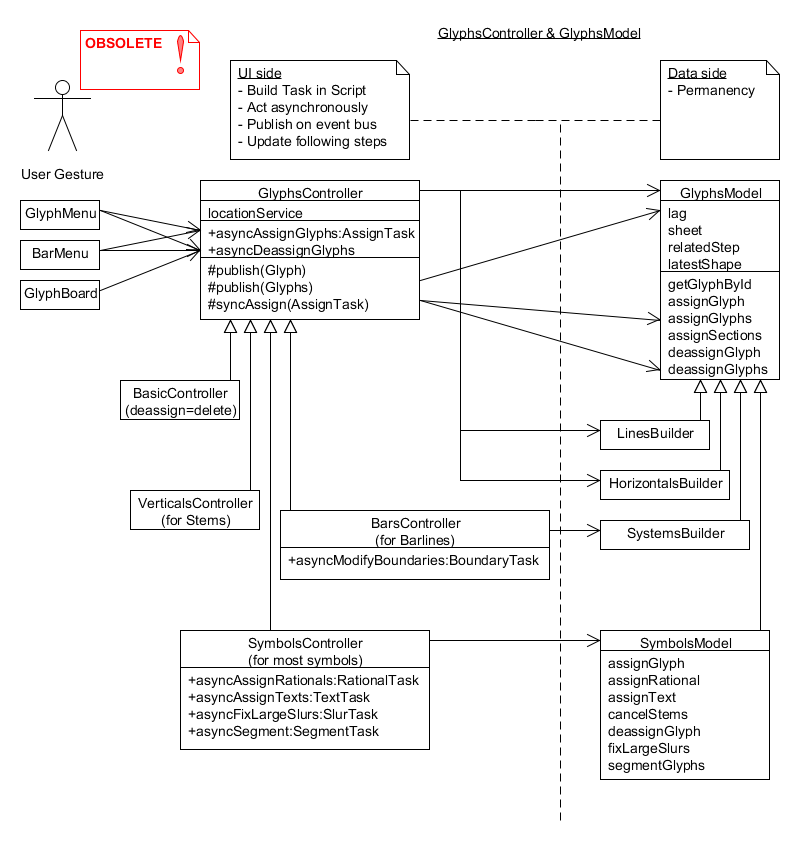 GlyphsController & GlyphsModel
OBSOLETE
UI side
- Build Task in Script
- Act asynchronously
- Publish on event bus
- Update following steps
Data side
- Permanency
User Gesture
GlyphMenu
BarMenu
GlyphBoard
GlyphsController
locationService
+asyncAssignGlyphs:AssignTask
+asyncDeassignGlyphs
#publish(Glyph)
#publish(Glyphs)
#syncAssign(AssignTask)
GlyphsModel
lag
sheet
relatedStep
latestShape
getGlyphById
assignGlyph
assignGlyphs
assignSections
deassignGlyph
deassignGlyphs
BasicController
(deassign=delete)
LinesBuilder
HorizontalsBuilder
VerticalsController
(for Stems)
BarsController
(for Barlines)
+asyncModifyBoundaries:BoundaryTask
SystemsBuilder
SymbolsController
(for most symbols)
+asyncAssignRationals:RationalTask
+asyncAssignTexts:TextTask
+asyncFixLargeSlurs:SlurTask
+asyncSegment:SegmentTask
SymbolsModel
assignGlyph
assignRational
assignText
cancelStems
deassignGlyph
fixLargeSlurs
segmentGlyphs